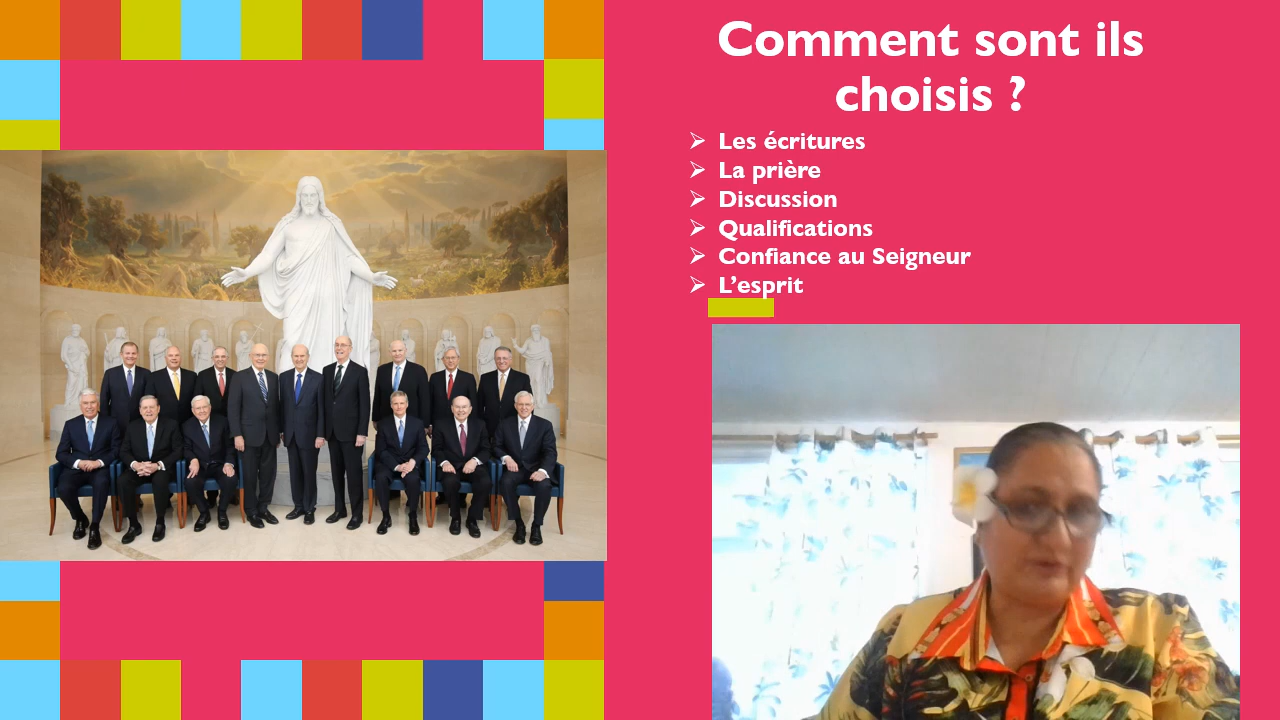 Comment sont ils
choisis ?
➢ Les écritures
➢ La prière
➢ Discussion
➢ Qualifications
➢ Confiance au Seigneur
➢ L’esprit